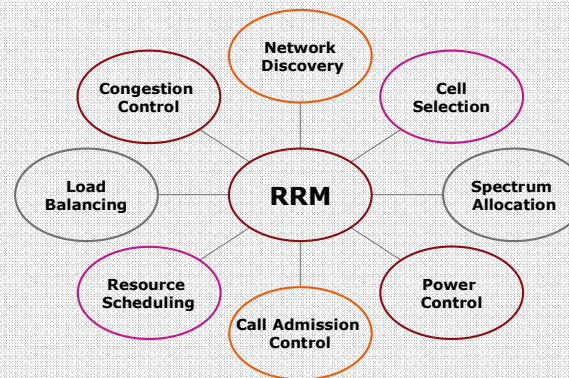 Network
Discovery
Congestion
Control
Cell
Selection
Load
Balancing
RRM
Spectrum
Allocation
Resource
Scheduling
Power
Control
Call Admission
Control